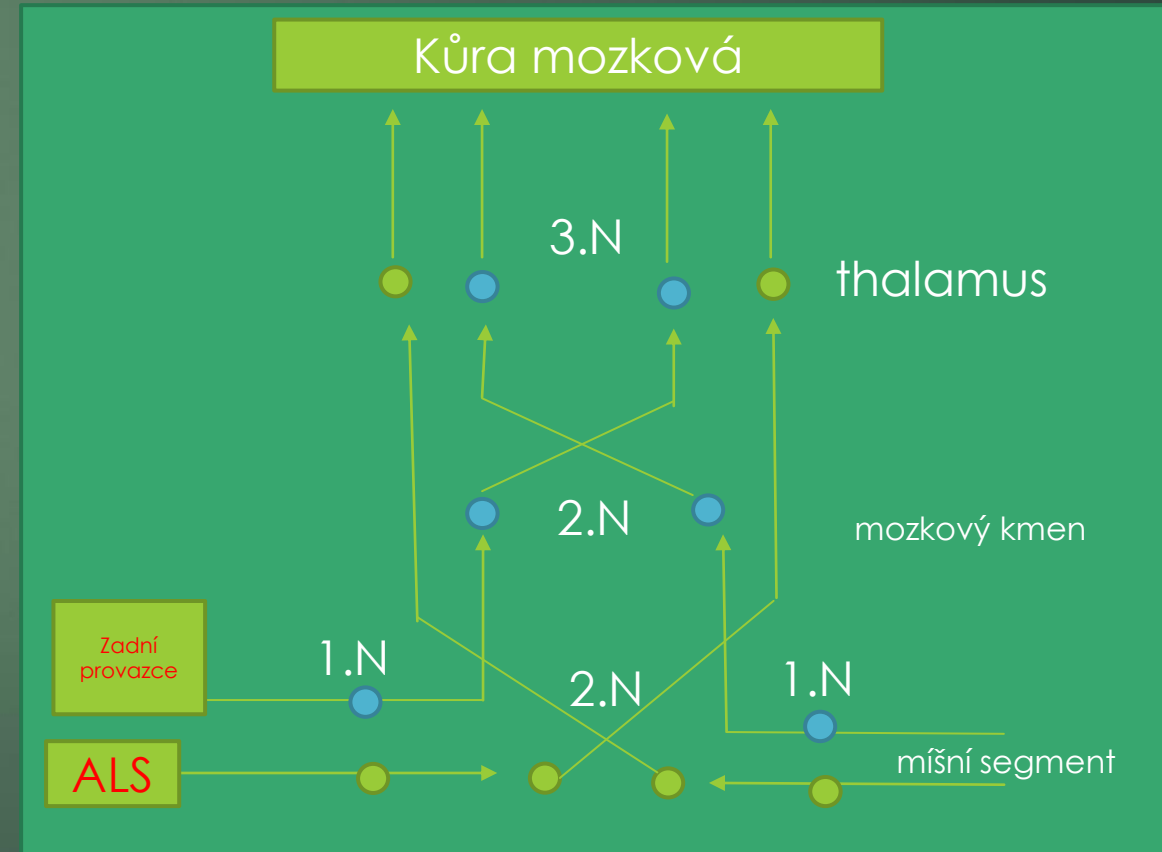 Kůra mozková
3.N
thalamus
2.N
mozkový kmen
Zadní
provazce
1.N
2.N
1.N
míšní segment
ALS